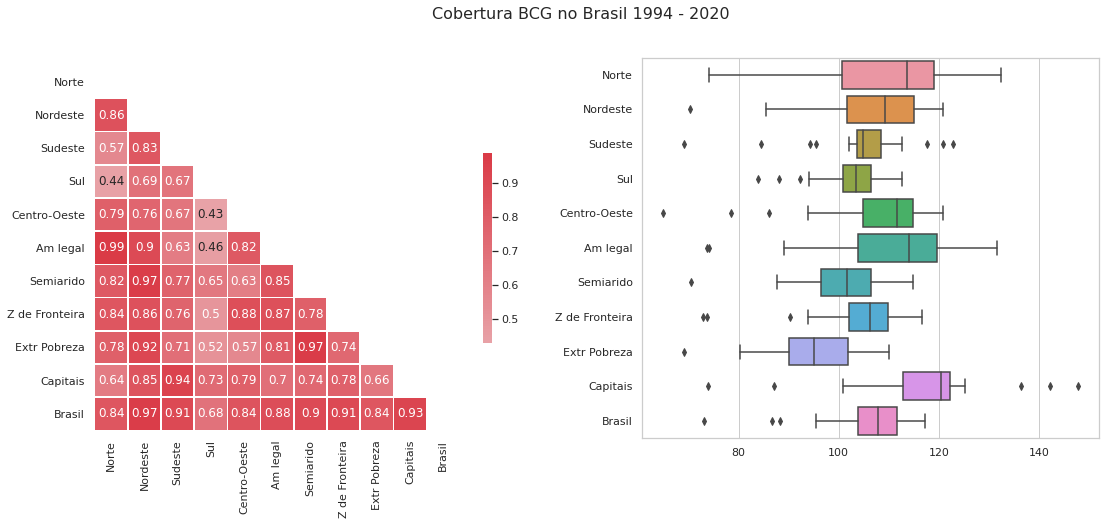 Cobertura BCG no Brasil 1994 - 2020
Norte
Nordeste 0.86
Sudeste 0.57 0.83
Sul 0.44 0.69 0.67
Centro-Oeste 0.79 0.76 0.67 0.43
Am legal 0.99 0.9 0.63 0.46 0.82
Semiarido 0.82 0.97 0.77 0.65 0.63 0.85
Z de Fronteira 0.84 0.86 0.76 0.5 0.88 0.87 0.78
Extr Pobreza 0.78 0.92 0.71 0.52 0.57 0.81 0.97 0.74
Capitais 0.64 0.85 0.94 0.73 0.79 0.7 0.74 0.78 0.66
Brasil 0.84 0.97 0.91 0.68 0.84 0.88 0.9 0.91 0.84 0.93
Norte
Nordeste
Sudeste
Sul
Centro-Oeste
Am legal
Semiarido
Z de Fronteira
Extr Pobreza
Capitais
Brasil
0.9
0.8
0.7
0.6
0.5
Norte
Nordeste
Sudeste
Sul
Centro-Oeste
Am legal
Semiarido
Z de Fronteira
Extr Pobreza
Capitais
Brasil
80 100 120 140